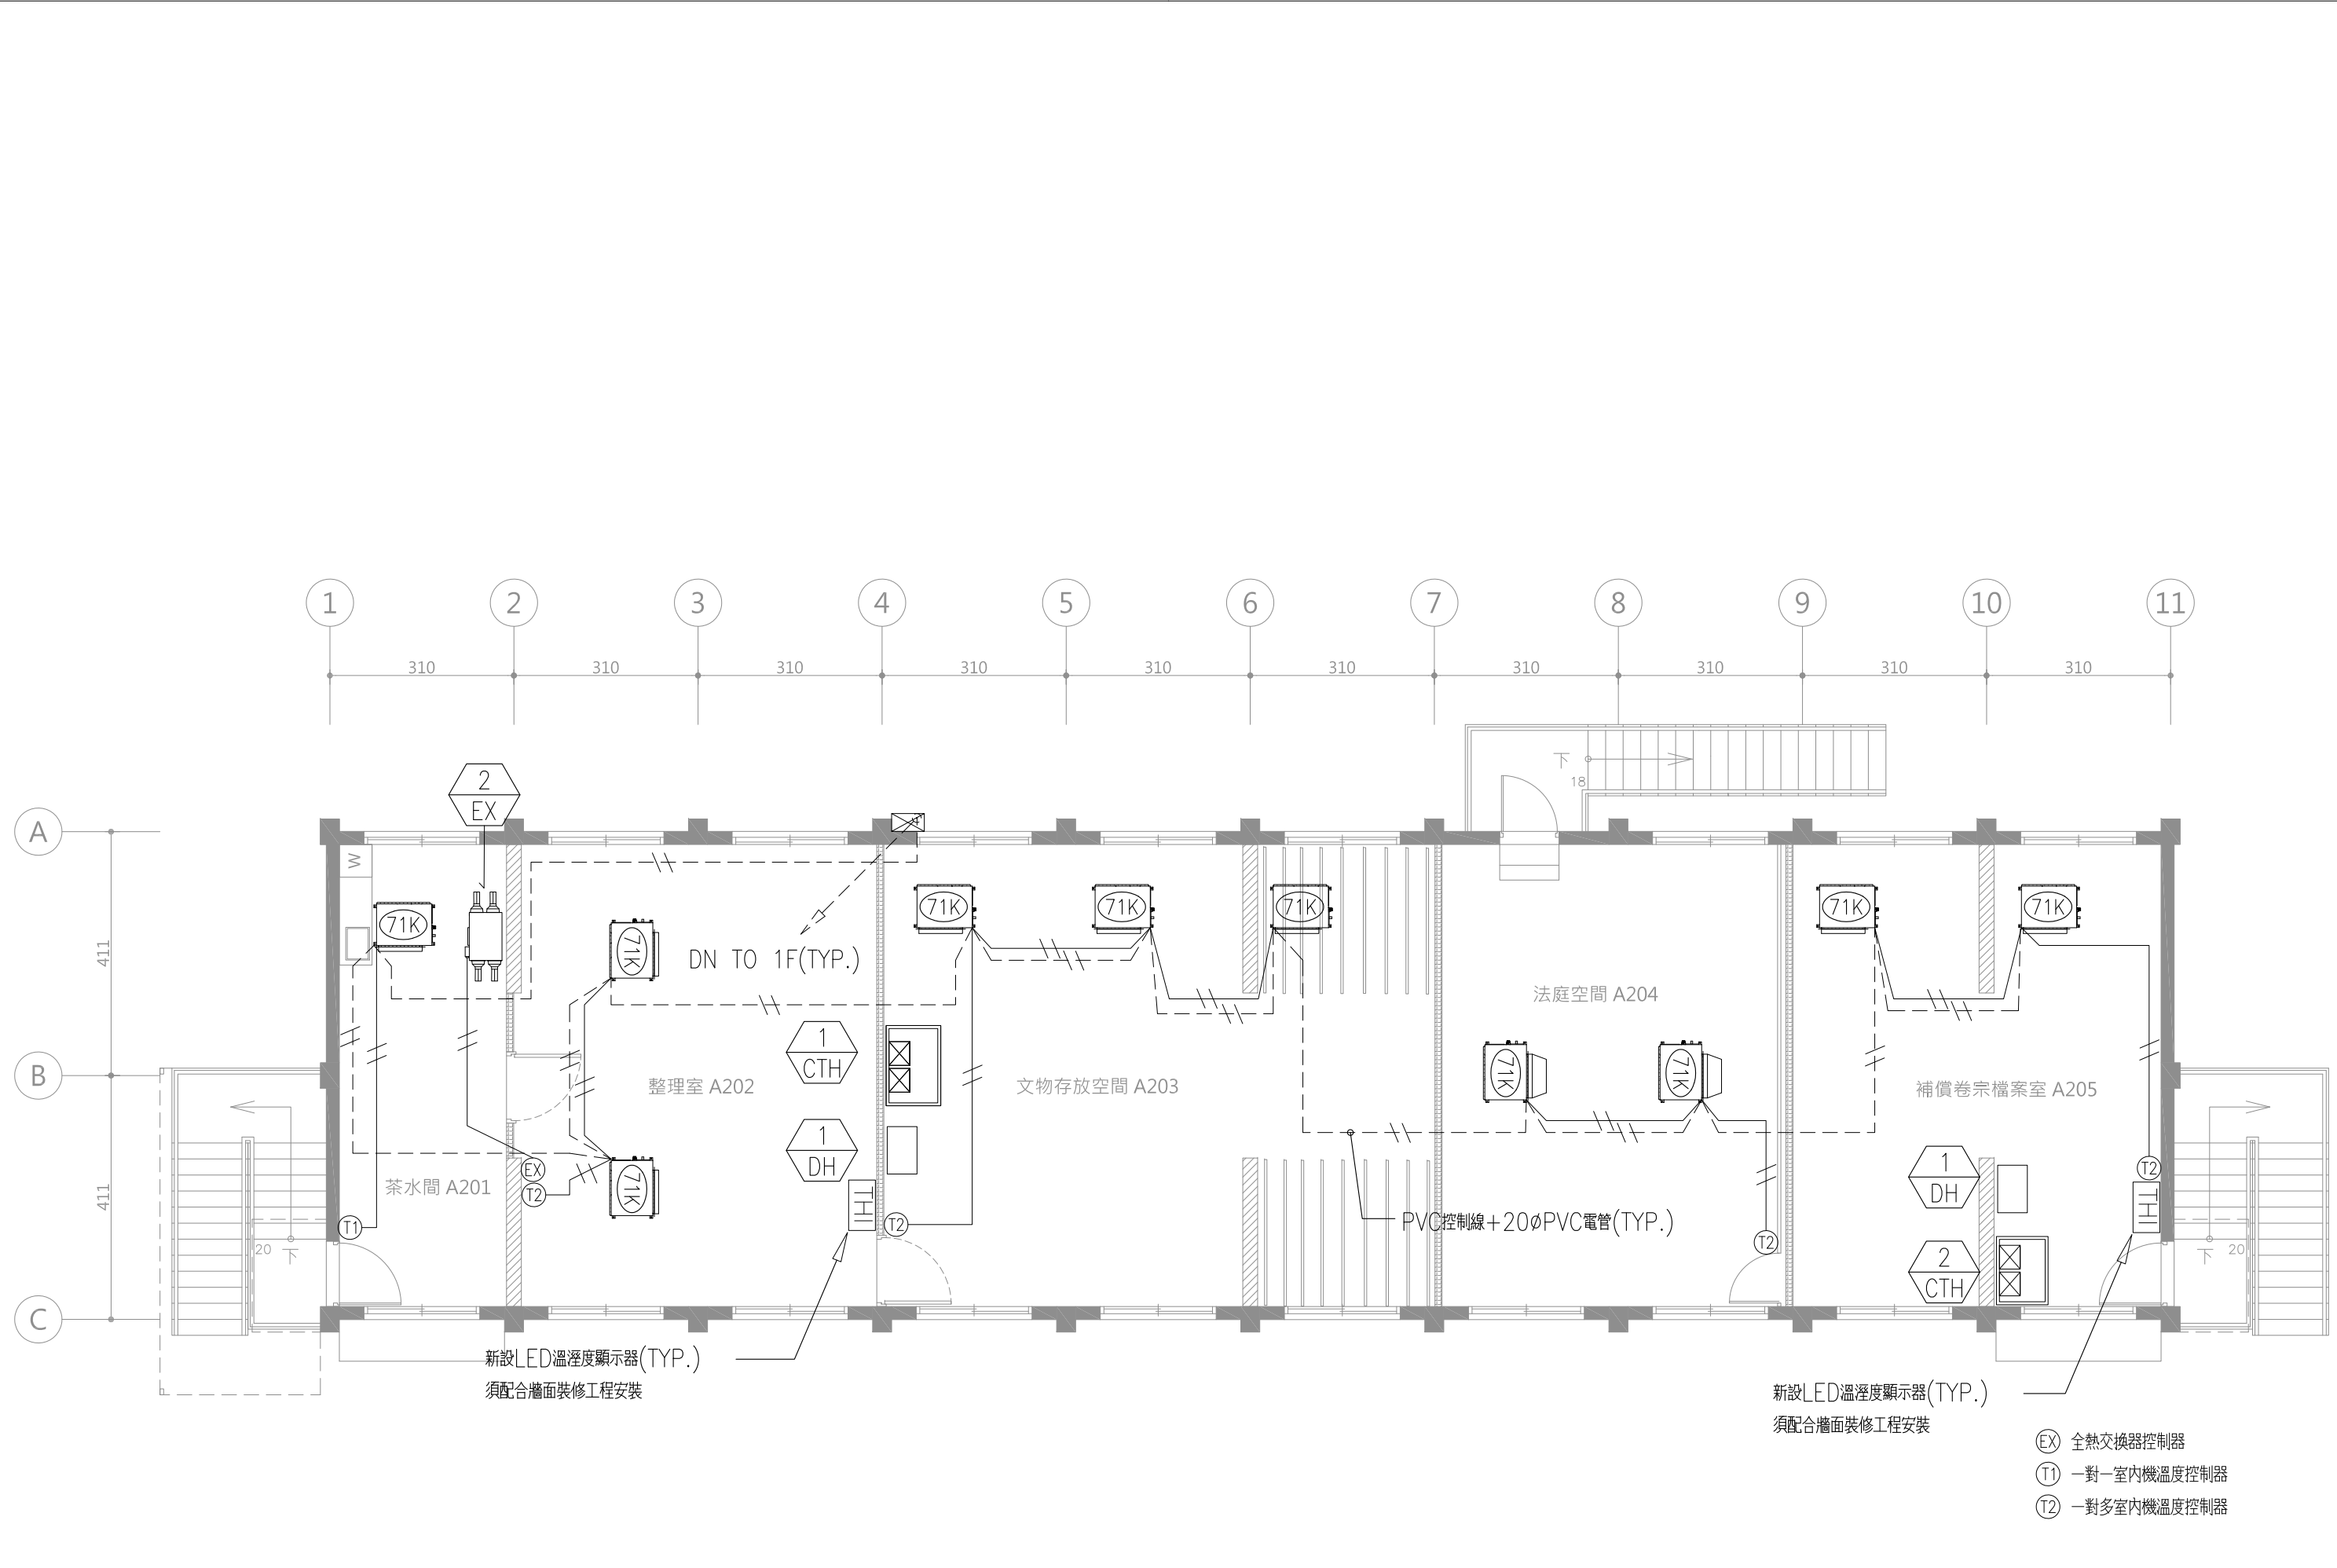 1 2 3 4 5 6 7 8 9 10 11
310 310 310 310 310 310 310 310 310 310
下
18
2
EX
A
W
71K
71K 71K 71K 71K 71K
71K
DN TO 1F(TYP.)
411
法庭空間 A204
1
CTH
71K 71K
B
整理室 A202
文物存放空間 A203
補償卷宗檔案室 A205
1
DH
EX
T2
1
DH
T2
71K
茶水間 A201
411
THI
THI
T1
T2
PVC控制線+20øPVC電管(TYP.)
T2
20 下
下 20
2
CTH
C
新設LED溫溼度顯示器(TYP.)
須配合牆面裝修工程安裝
新設LED溫溼度顯示器(TYP.)
須配合牆面裝修工程安裝
EX 全熱交換器控制器
T1 一對一室內機溫度控制器
T2 一對多室內機溫度控制器